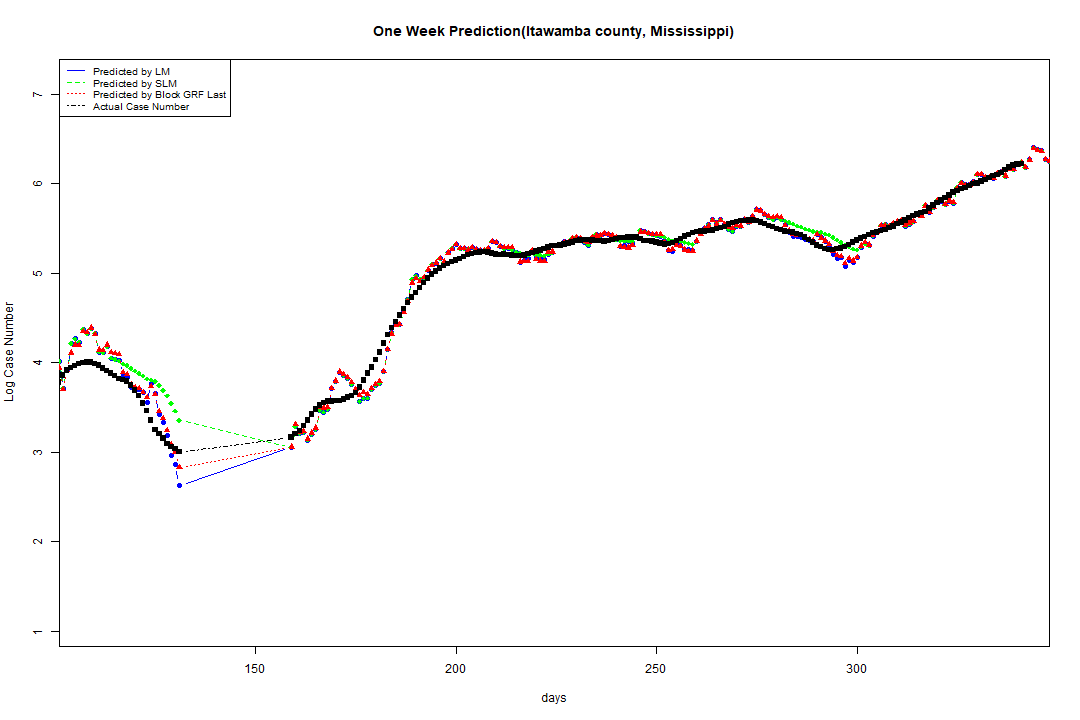 One Week Prediction(Itawamba county, Mississippi)
Predicted by LM
Predicted by SLM
Predicted by Block GRF Last
Actual Case Number
Log Case Number
7
6
5
4
3
2
1
150 200 250 300
days